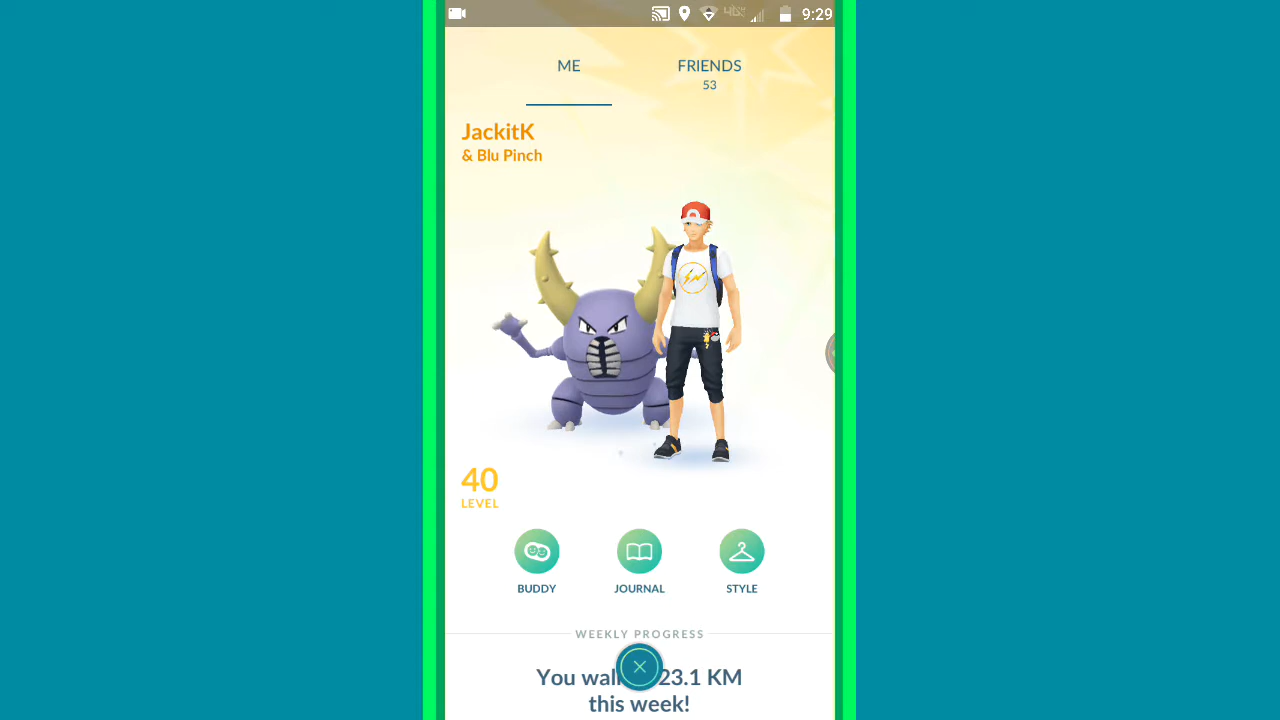 9:29
ME
FRIENDS
53
JackitK
& Blu Pinch
40
LEVEL
BUDDY
JOURNAL
STYLE
WEEKLY PROGRESS
You 23.1 KM
this week!